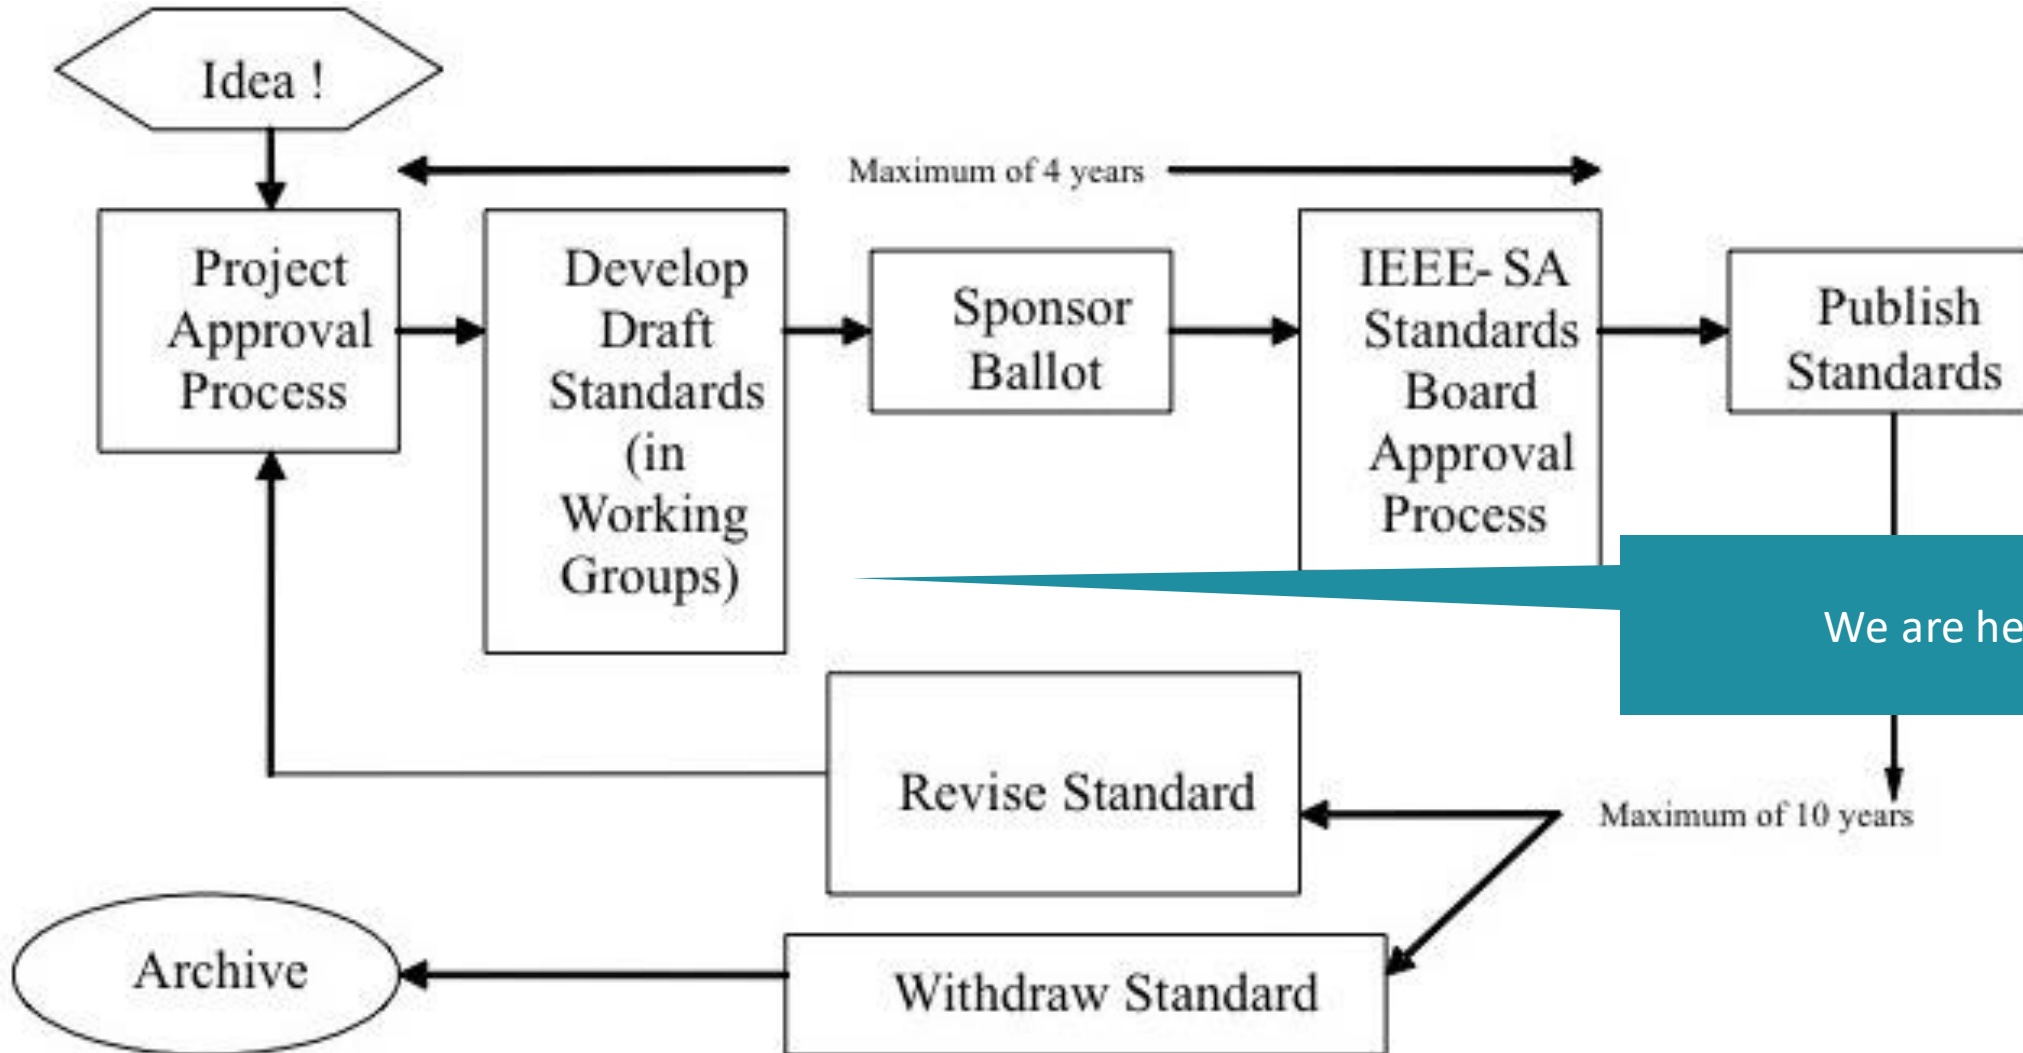 Idea !
Maximum of 4 years
Project
Approval
Process
Develop
Draft
Standards
(in
Working
Groups)
Sponsor
Ballot
IEEE- SA
Standards
Board
Approval
Process
Publish
Standards
We are he
Revise Standard
Maximum of 10 years
Archive
Withdraw Standard